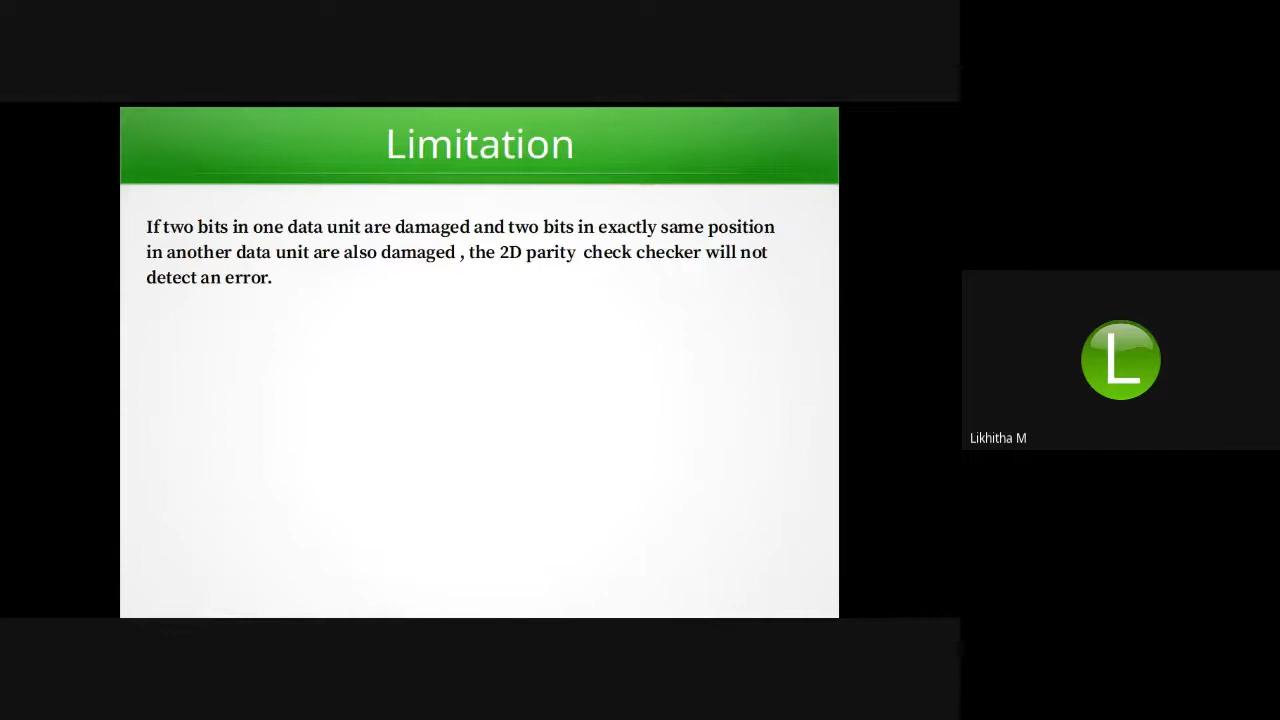 Limitation
If two bits in one data unit are damaged and two bits in exactly same position
in another data unit are also damaged , the 2D parity check checker will not
detect an error.
L
Likhitha M